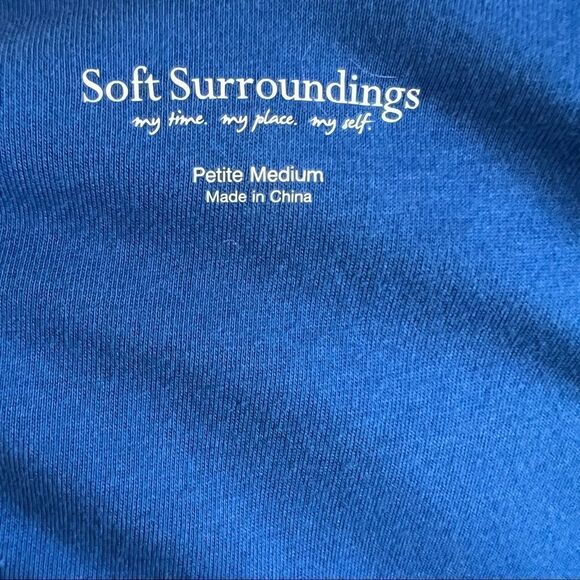 Soft Surroundings
my time. my place. my self.
Petite Medium
Made in China